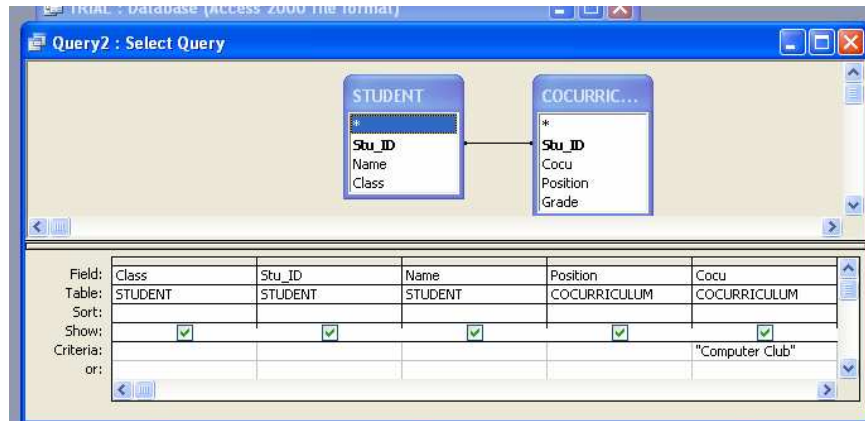 TRIAL : Database (Access 2000 file format)
Query2 : Select Query
STUDENT
*
Stu_ID
Name
Class
COCURRIC...
*
Stu_ID
Cocu
Position
Grade
Field: Class Stu_ID Name Position Cocu
Table: STUDENT STUDENT STUDENT COCURRICULUM COCURRICULUM
Sort:
Show:
Criteria: "Computer Club"
or: